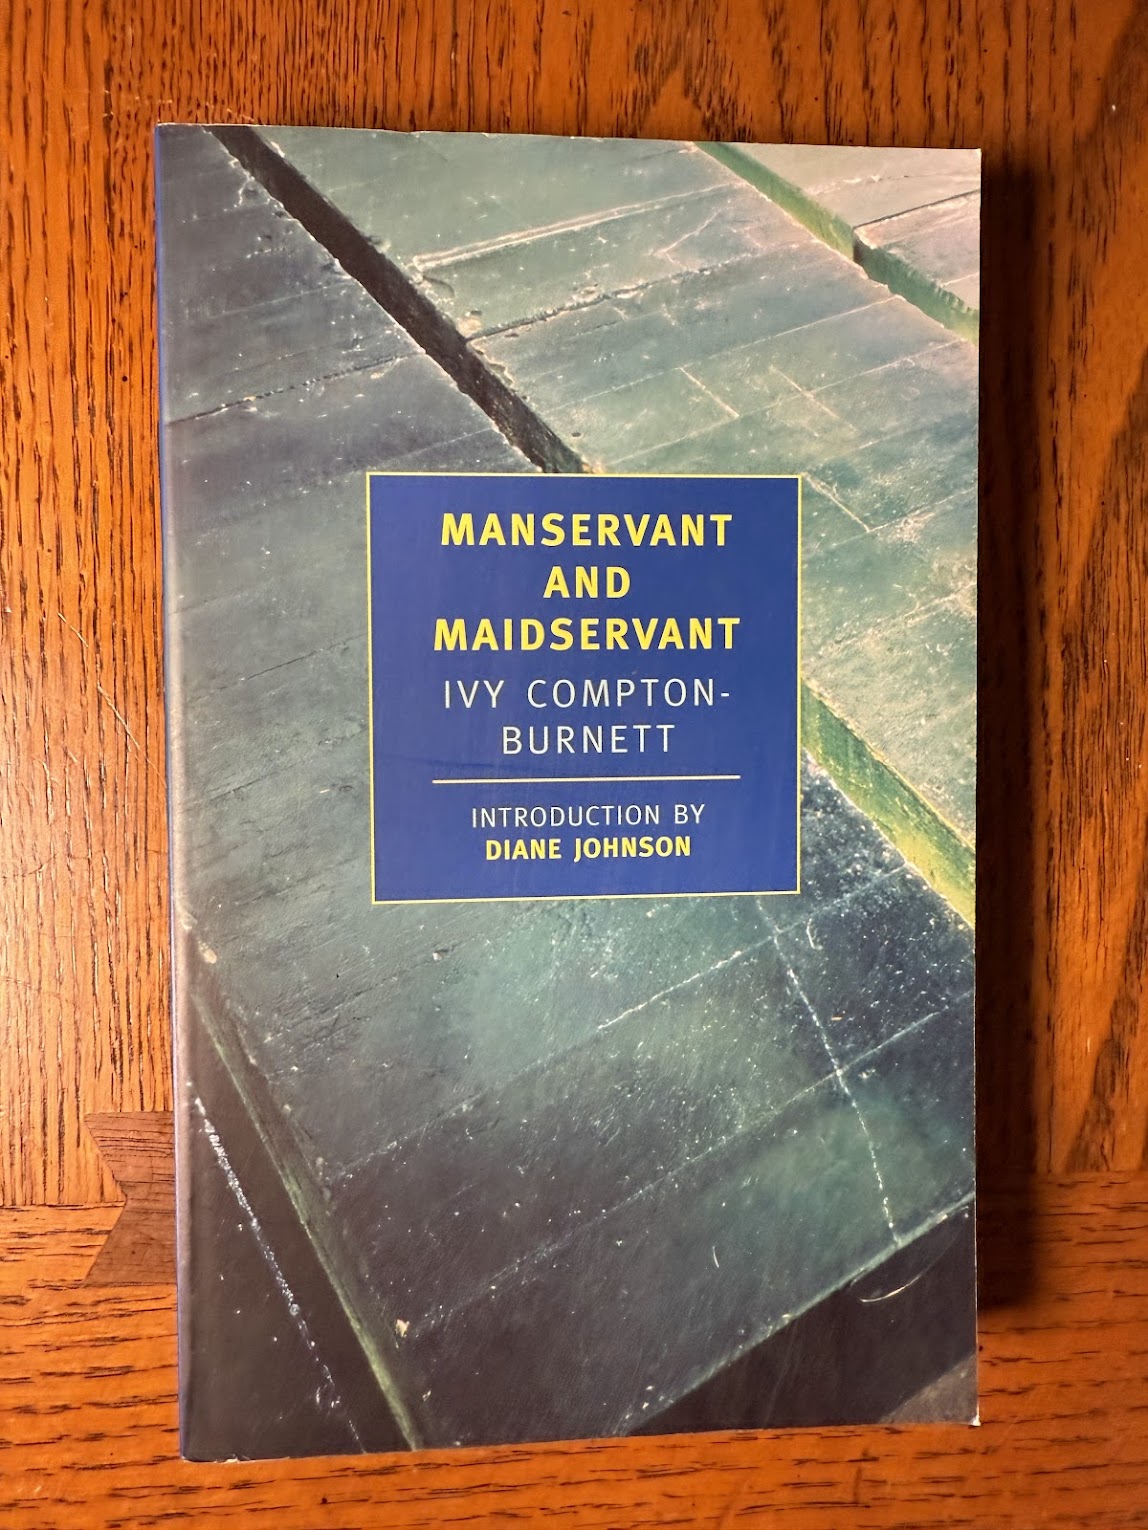 MANSERVANT
AND
MAIDSERVANT
IVY COMPTON-
BURNETT
INTRODUCTION BY
DIANE JOHNSON